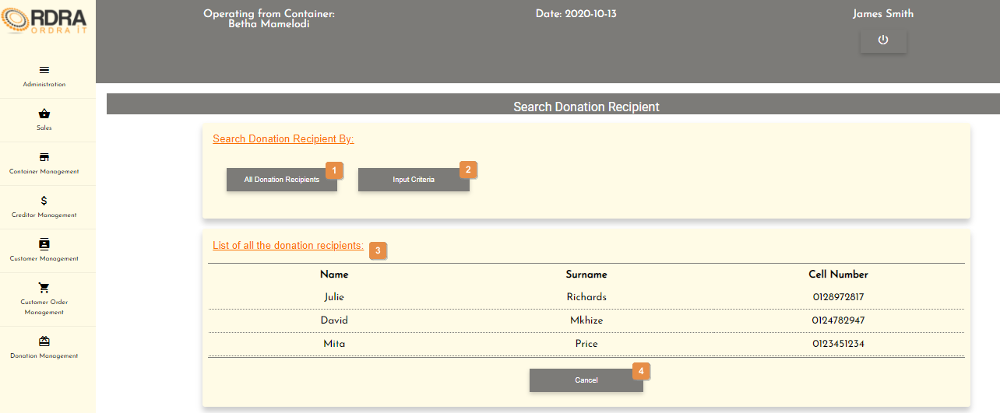 RDRA
ORDRA IT
Operating from Container:
Betha Mamelodi
Date: 2020-10-13
James Smith
Administration
Sales
Container Management
Creditor Management
Customer Management
Customer Order
Management
Donation Management
Search Donation Recipient
Search Donation Recipient By:
All Donation Recipients 1
Input Criteria 2
List of all the donation recipients: 3
Name Surname Cell Number
Julie Richards 0128972817
David Mkhize 0124782947
Mita Price 0123451234
Cancel 4